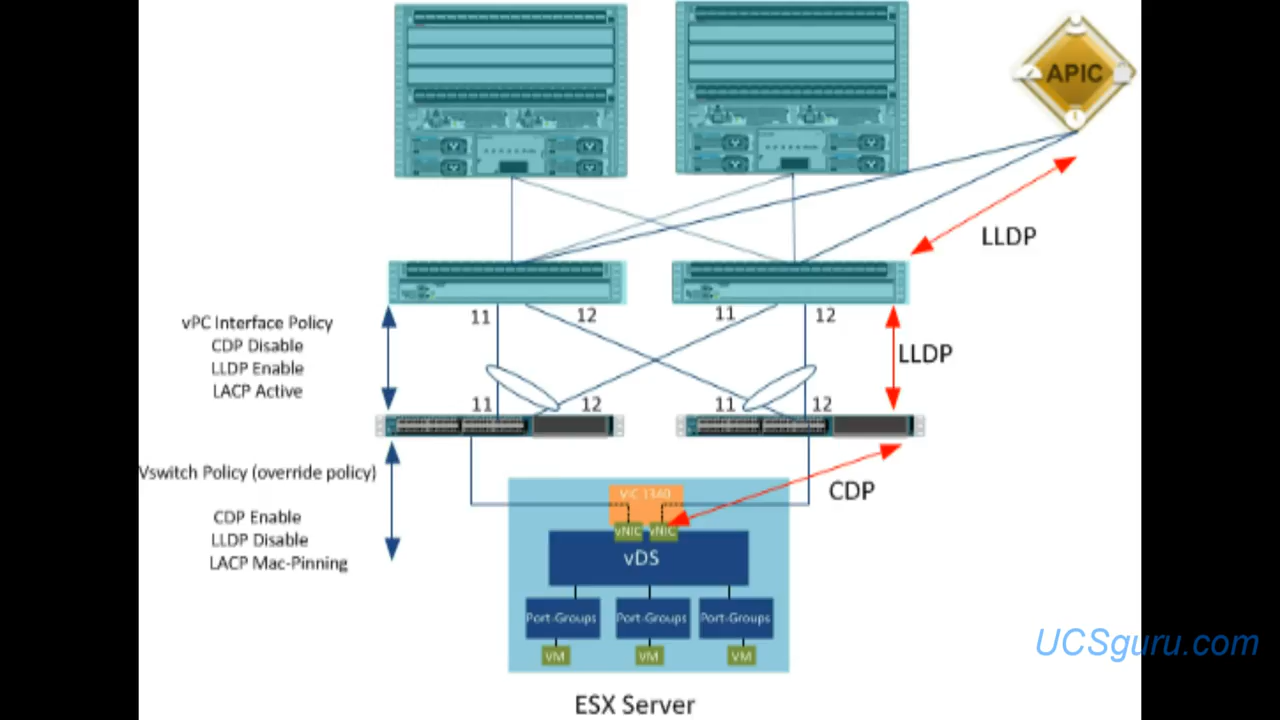 APIC
LLDP
11
12
11
12
vPC Interface Policy
CDP Disable
LLDP Enable
LACP Active
LLDP
11
12
11
12
Vswitch Policy (override policy)
CDP Enable
LLDP Disable
LACP Mac-Pinning
CDP
VIC 1340
vNIC
vNIC
vDS
Port-Groups
Port-Groups
Port-Groups
VM
VM
VM
UCSguru.com
ESX Server